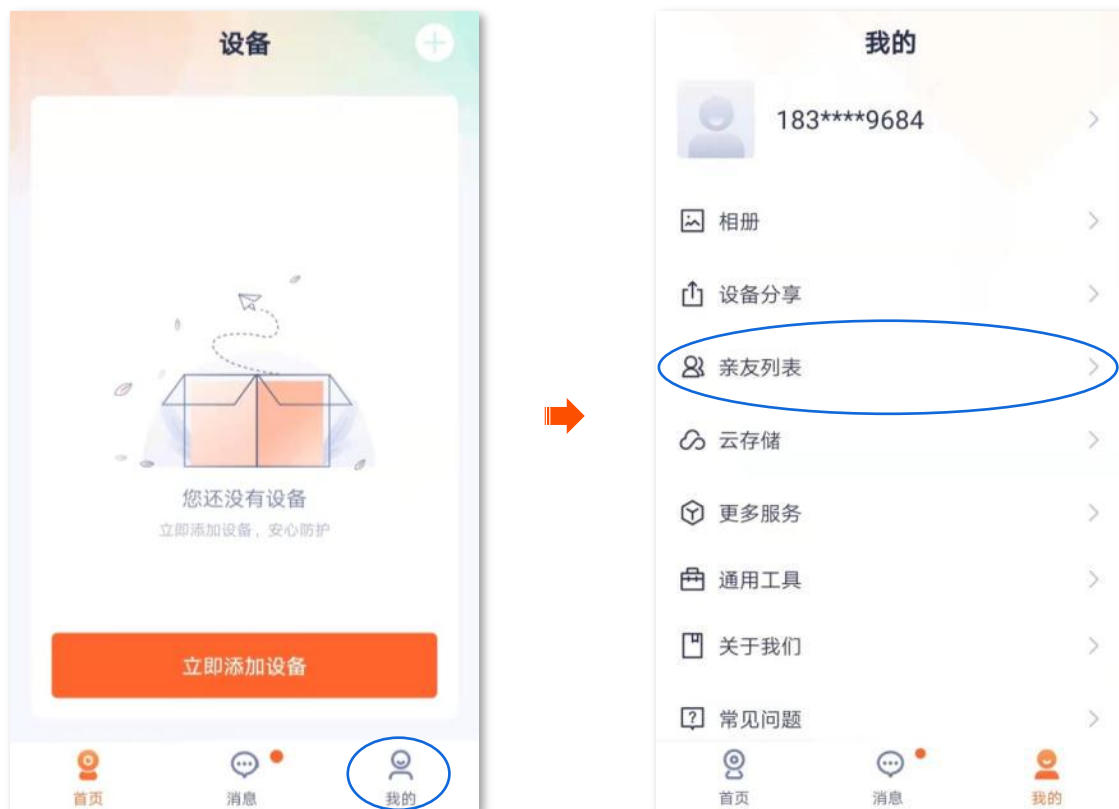 设备
您还没有设备
立即添加设备，安心防护
立即添加设备
首页
消息
我的
我的
183****9684
相册
设备分享
亲友列表
云存储
更多服务
通用工具
关于我们
常见问题
首页
消息
我的